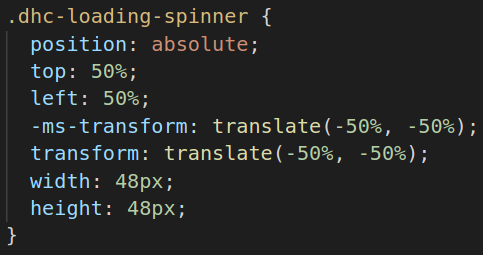 .dhc-loading-spinner {
  position: absolute;
  top: 50%;
  left: 50%;
  -ms-transform: translate(-50%, -50%);
  transform: translate(-50%, -50%);
  width: 48px;
  height: 48px;
}